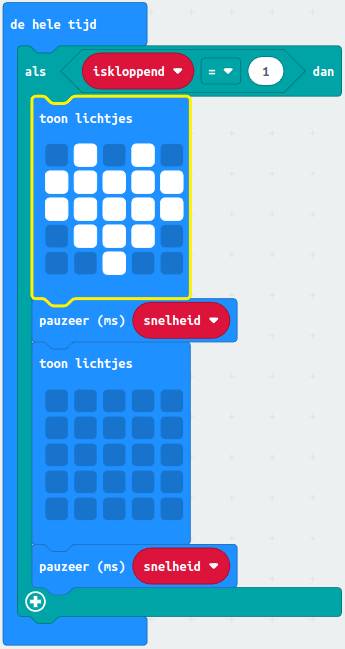 de hele tijd
als iskloppend = 1 dan
toon lichtjes
pauzeer (ms) snelheid
toon lichtjes
pauzeer (ms) snelheid